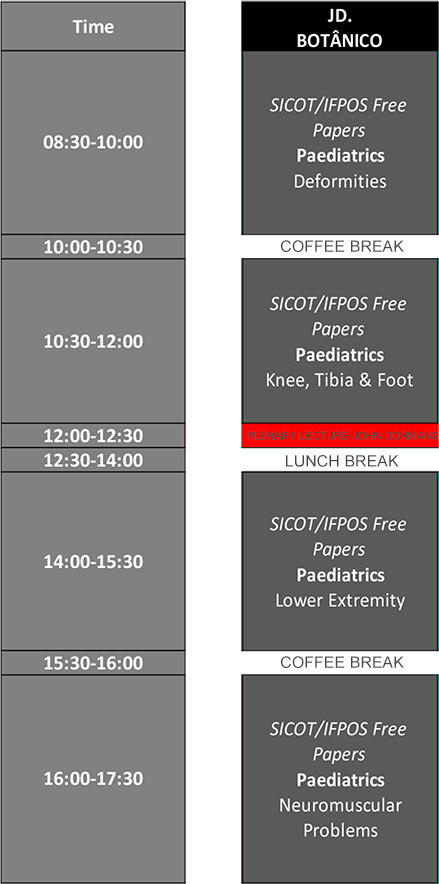 Time
JD.
BOTÂNICO
08:30-10:00
SICOT/IFPOS Free
Papers
Paediatrics
Deformities
10:00-10:30
COFFEE BREAK
10:30-12:00
SICOT/IFPOS Free
Papers
Paediatrics
Knee, Tibia & Foot
12:00-12:30
PLENARY LECTURE-JOHN DORMANS
12:30-14:00
LUNCH BREAK
14:00-15:30
SICOT/IFPOS Free
Papers
Paediatrics
Lower Extremity
15:30-16:00
COFFEE BREAK
16:00-17:30
SICOT/IFPOS Free
Papers
Paediatrics
Neuromuscular
Problems